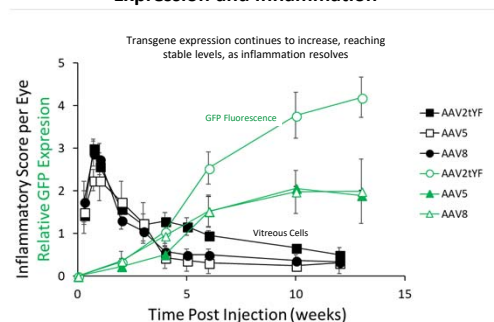 Expression and Inflammation
Transgene expression continues to increase, reaching
stable levels, as inflammation resolves
Inflammatory Score per Eye
Relative GFP Expresion
5
4
3
2
1
0
0
5
10
15
Time Post Injection (weeks)
GFP Fluorescence
Vitreous Cells
AAV2tYF
AAV5
AAV8
AAV2tYF
AAV5
AAV8